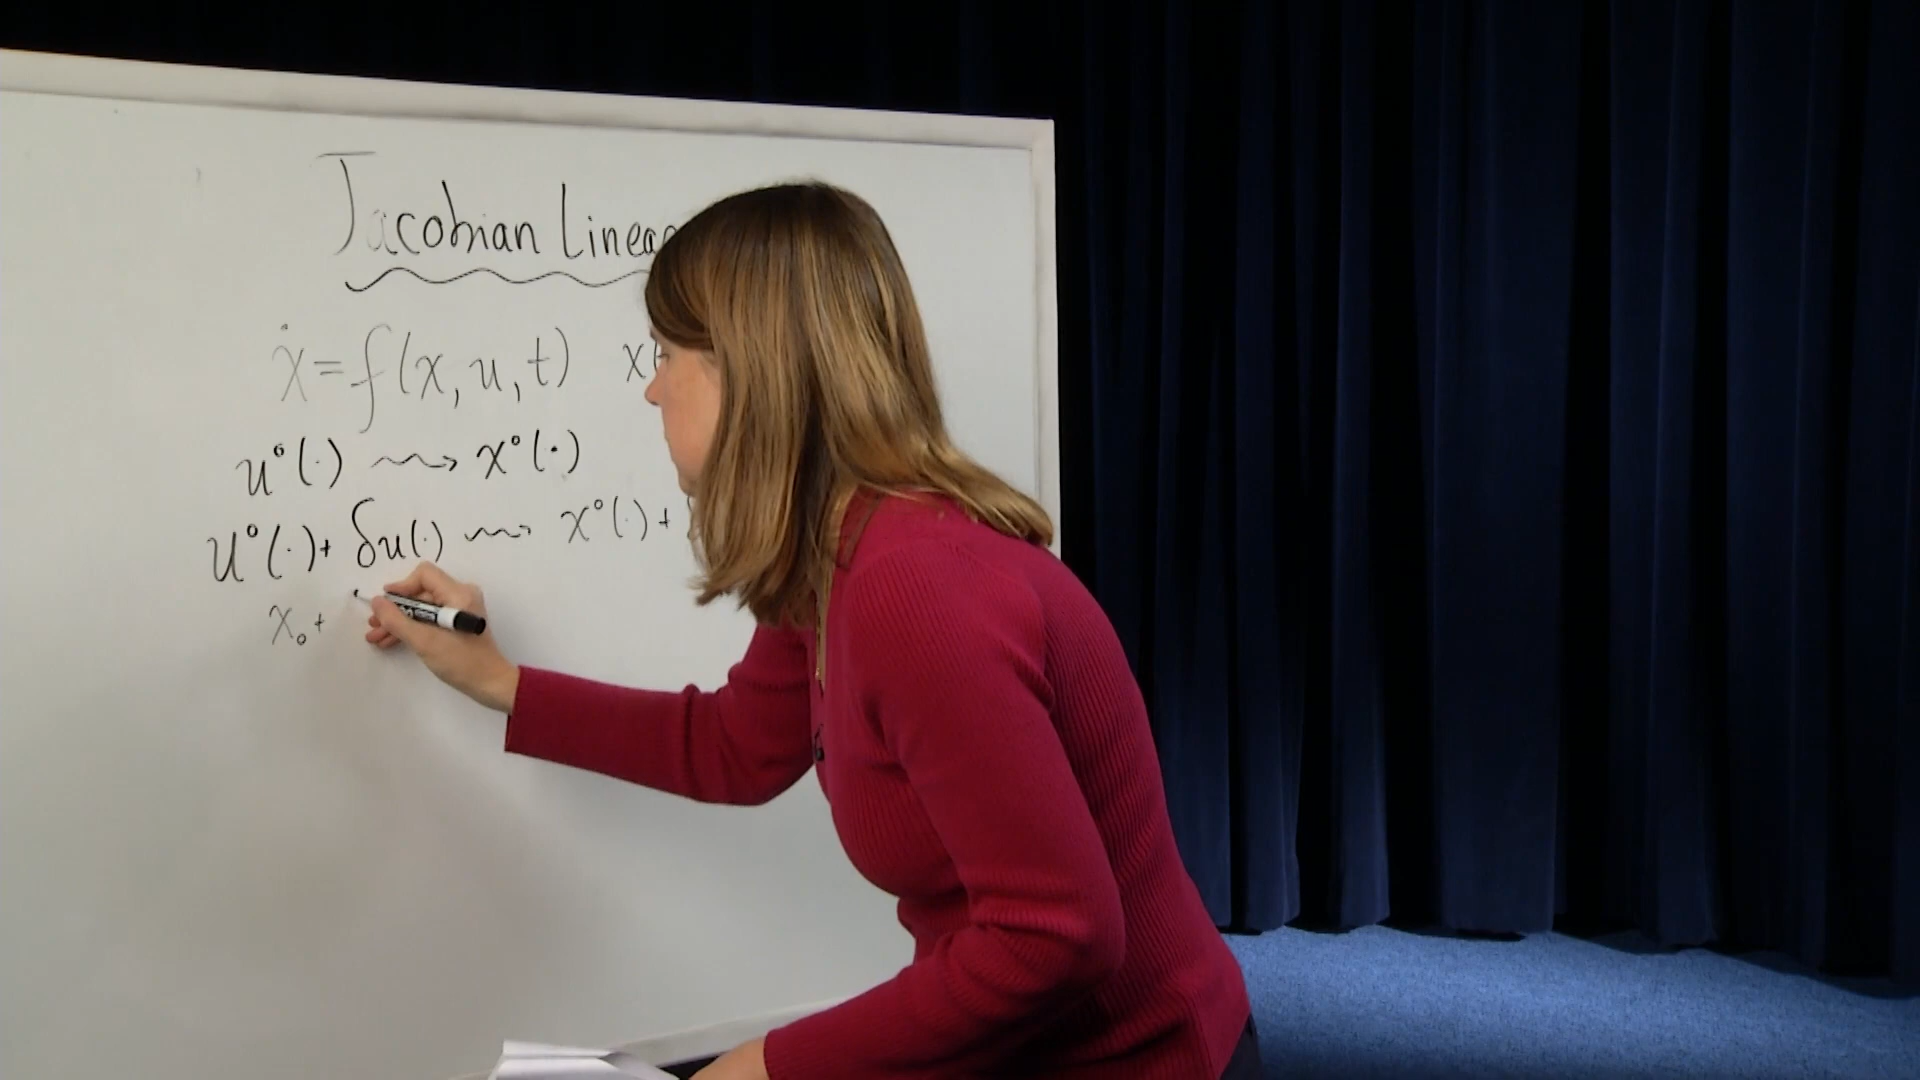 Jacobian Linea
ẋ = f(x, u, t) x(
u°(·) ⇝ x°(·)
u°(·) + δu(·) ⇝ x°(·) +
x₀ +